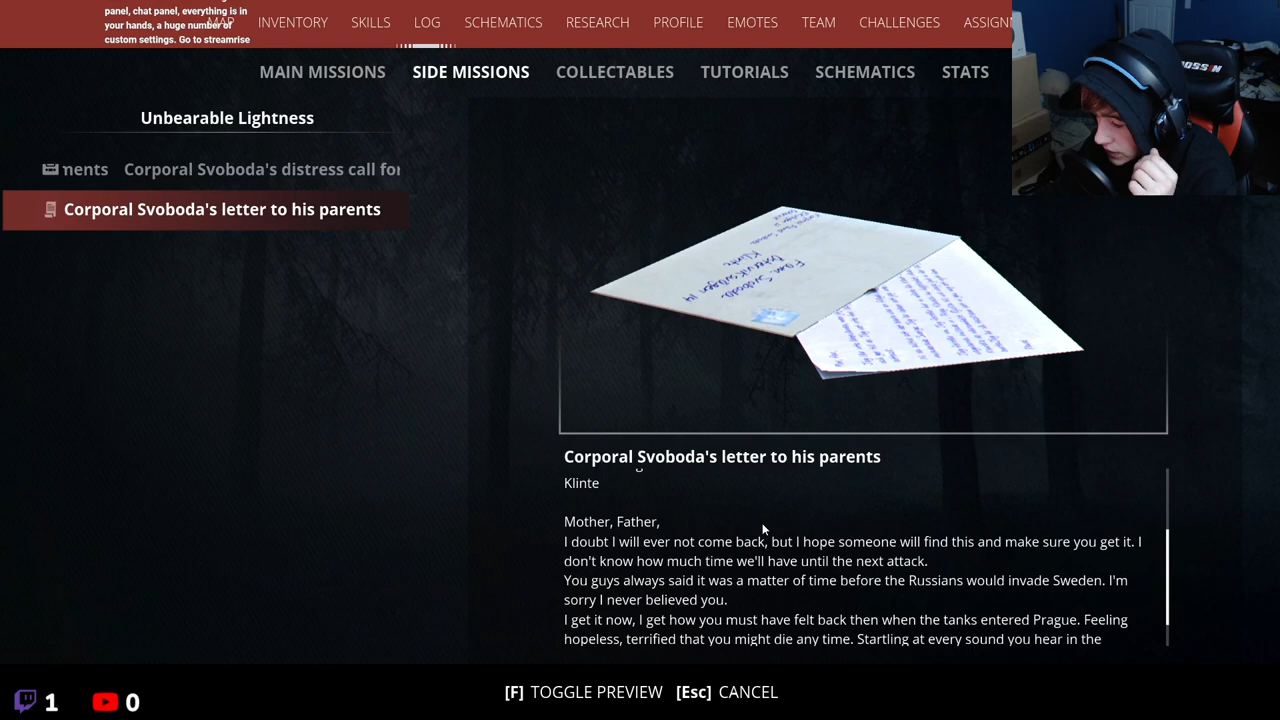 panel, chat panel, everything is in
your hands, a huge number of
custom settings. Go to streamrise
MAP INVENTORY SKILLS LOG SCHEMATICS RESEARCH PROFILE EMOTES TEAM CHALLENGES ASSIGN
MAIN MISSIONS SIDE MISSIONS COLLECTABLES TUTORIALS SCHEMATICS STATS
Unbearable Lightness
nents Corporal Svoboda's distress call for
Corporal Svoboda's letter to his parents
Fam Svoboda
Klinte
Corporal Svoboda's letter to his parents
Klinte
Mother, Father,
I doubt I will ever not come back, but I hope someone will find this and make sure you get it. I
don't know how much time we'll have until the next attack.
You guys always said it was a matter of time before the Russians would invade Sweden. I'm
sorry I never believed you.
I get it now, I get how you must have felt back then when the tanks entered Prague. Feeling
hopeless, terrified that you might die any time. Startling at every sound you hear in the
[F] TOGGLE PREVIEW [Esc] CANCEL
1 0